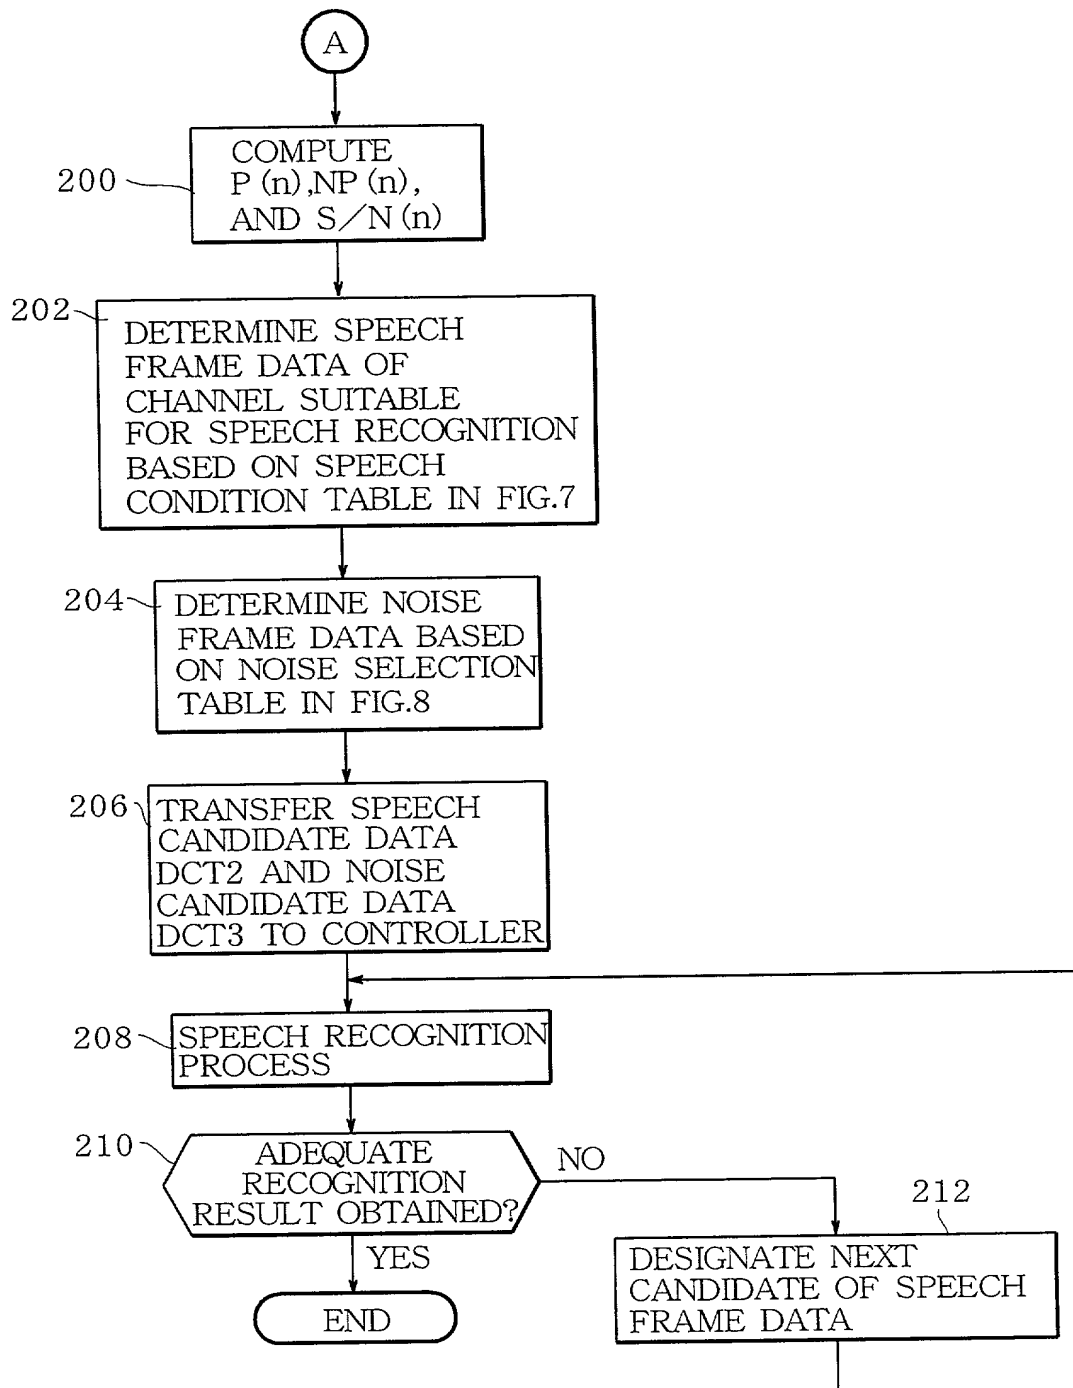 A
200
COMPUTE
P(n),NP(n),
AND S/N(n)
202
DETERMINE SPEECH
FRAME DATA OF
CHANNEL SUITABLE
FOR SPEECH RECOGNITION
BASED ON SPEECH
CONDITION TABLE IN FIG.7
204
DETERMINE NOISE
FRAME DATA BASED
ON NOISE SELECTION
TABLE IN FIG.8
206
TRANSFER SPEECH
CANDIDATE DATA
DCT2 AND NOISE
CANDIDATE DATA
DCT3 TO CONTROLLER
208
SPEECH RECOGNITION
PROCESS
210
ADEQUATE
RECOGNITION
RESULT OBTAINED?
NO
YES
END
212
DESIGNATE NEXT
CANDIDATE OF SPEECH
FRAME DATA